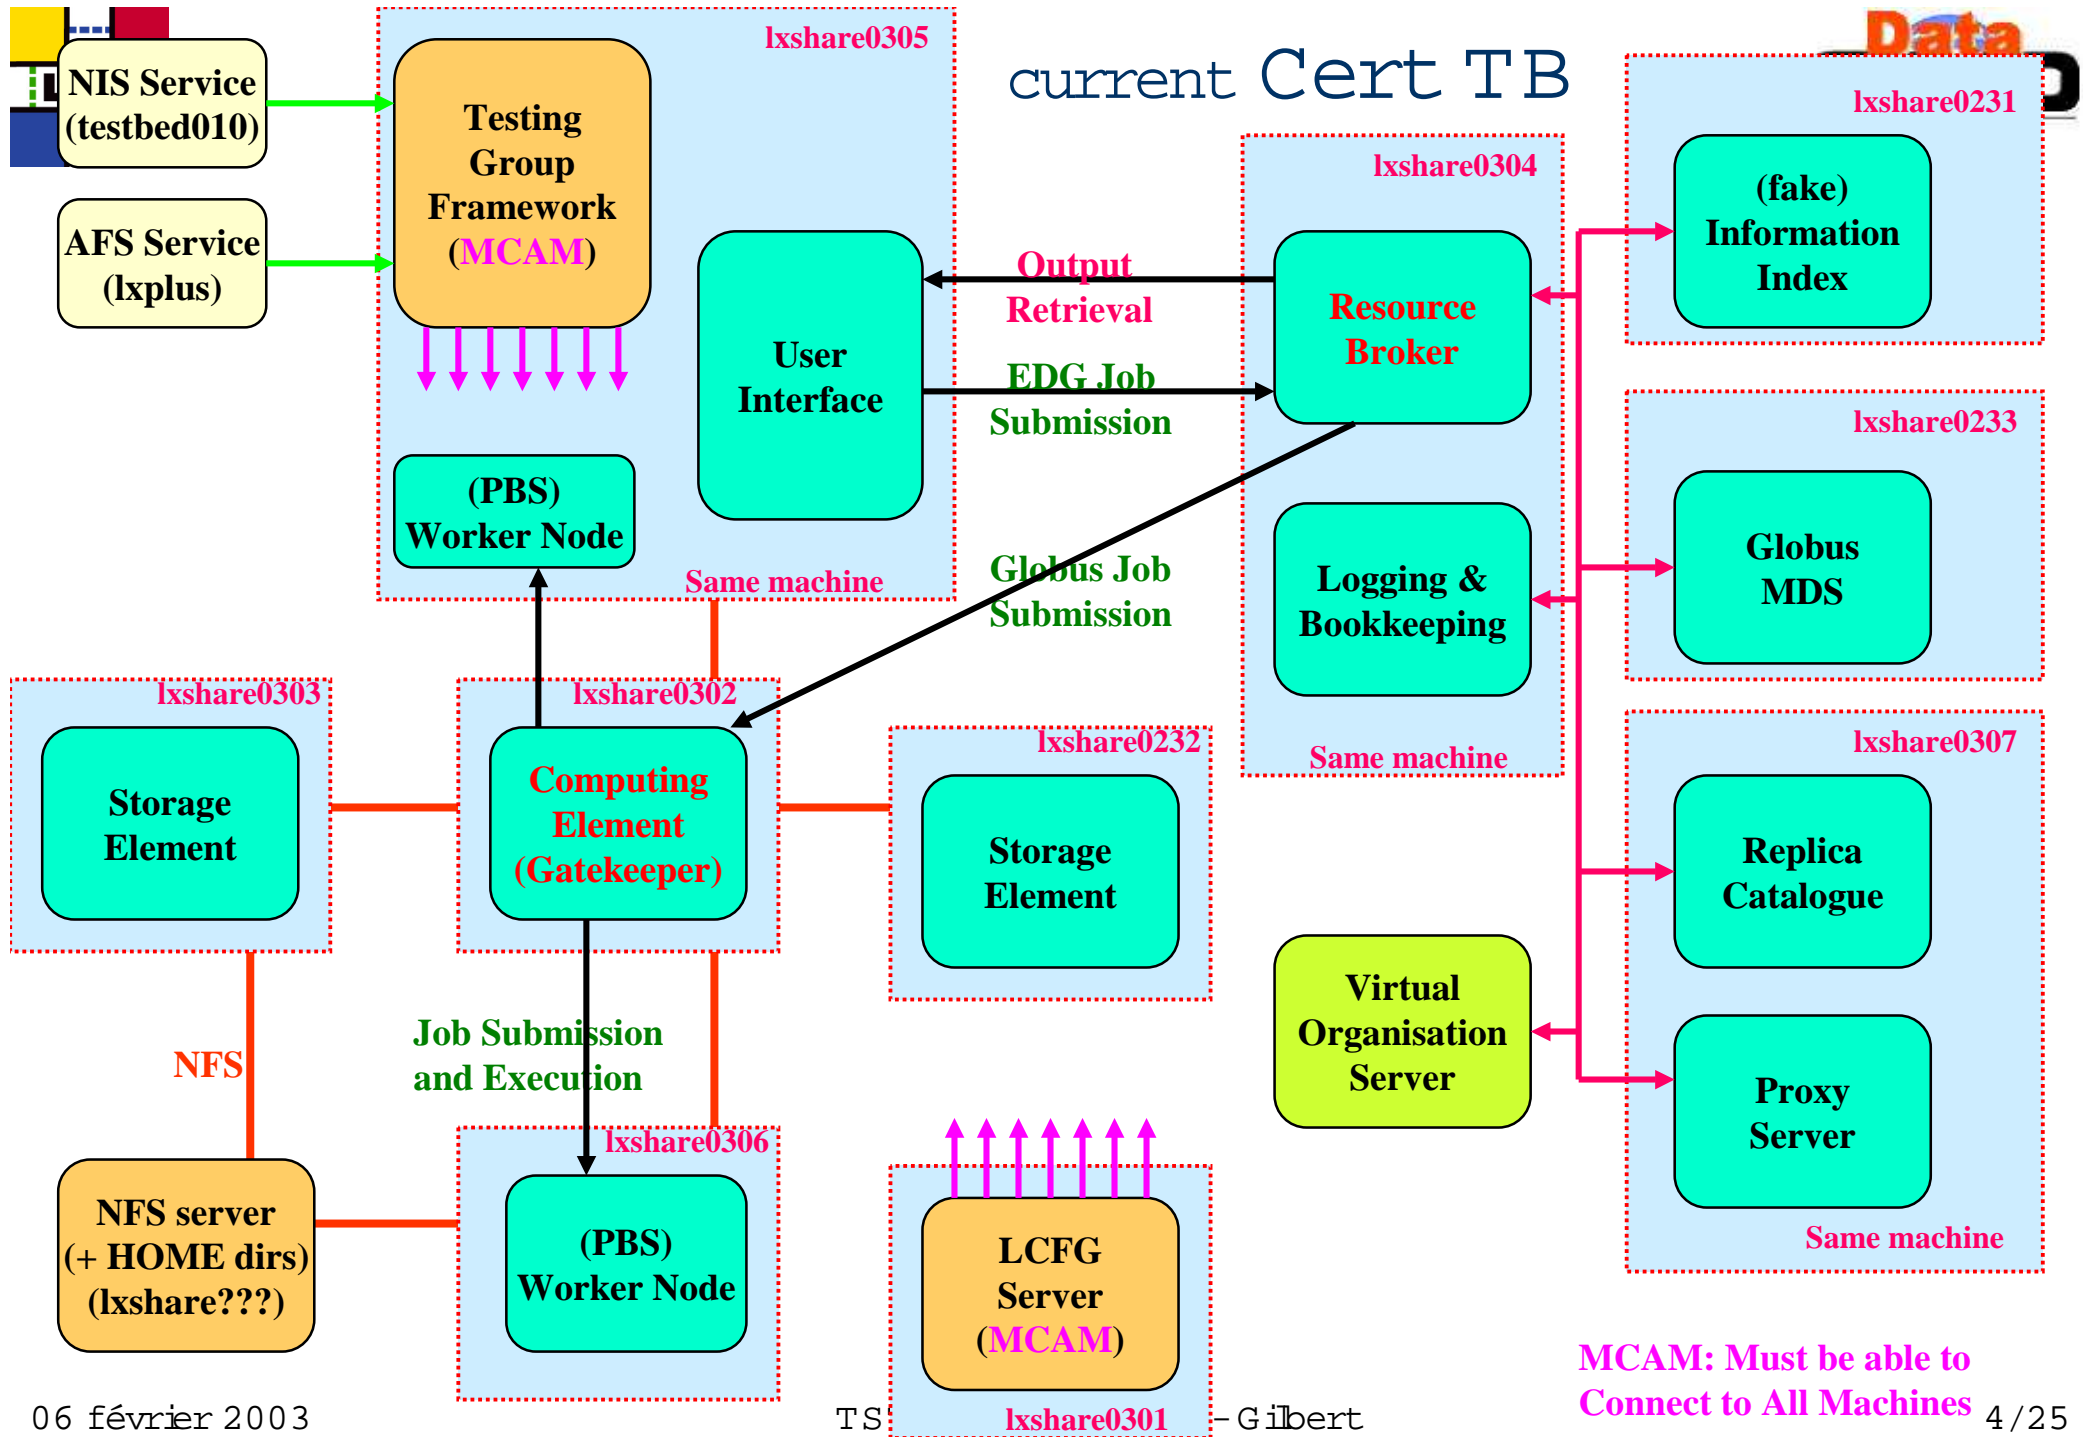 current Cert TB
Data
NIS Service
(testbed010)
AFS Service
(lxplus)
lxshare0305
Testing
Group
Framework
(MCAM)
User
Interface
(PBS)
Worker Node
Same machine
Output
Retrieval
EDG Job
Submission
Globus Job
Submission
lxshare0304
Resource
Broker
Logging &
Bookkeeping
Same machine
lxshare0231
(fake)
Information
Index
lxshare0233
Globus
MDS
lxshare0307
Replica
Catalogue
Proxy
Server
Same machine
lxshare0303
Storage
Element
lxshare0302
Computing
Element
(Gatekeeper)
lxshare0232
Storage
Element
Virtual
Organisation
Server
NFS
Job Submission
and Execution
NFS server
(+ HOME dirs)
(lxshare???)
lxshare0306
(PBS)
Worker Node
LCFG
Server
(MCAM)
lxshare0301
MCAM: Must be able to
Connect to All Machines
06 février 2003
TS
-Gilbert
4/25